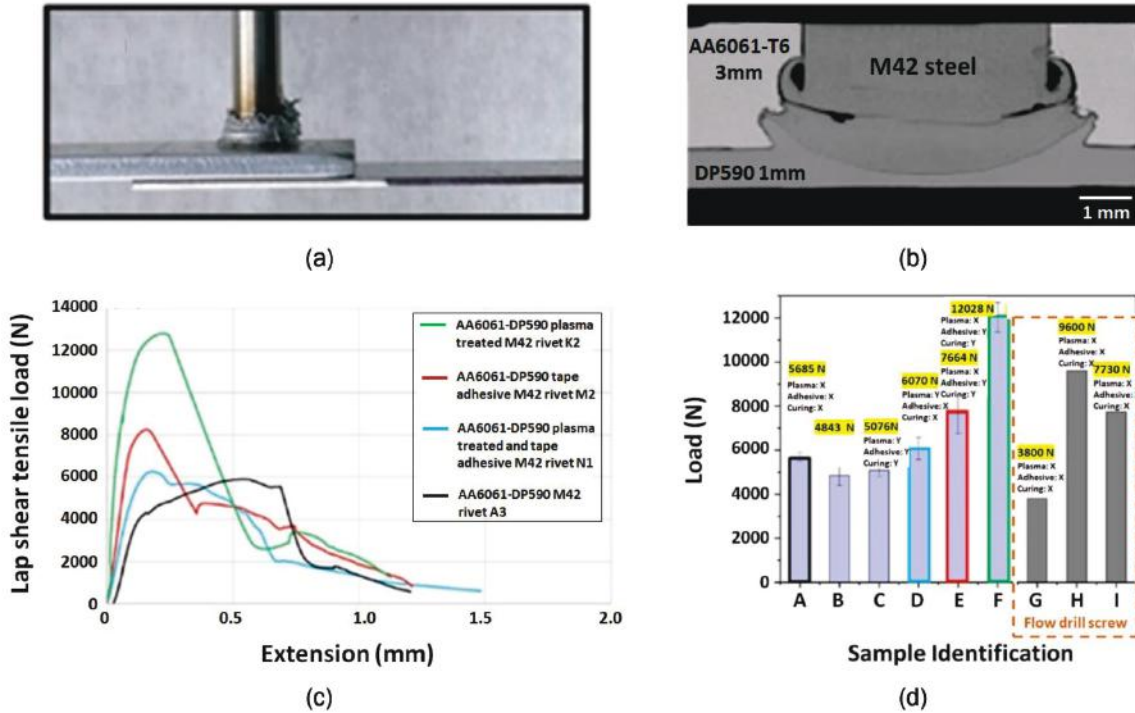 AA6061-T6
3mm
M42 steel
DP590 1mm
1 mm
(a)
(b)
Lap shear tensile load (N)
14000
12000
10000
8000
6000
4000
2000
0
0
0.5
1.0
1.5
2.0
Extension (mm)
AA6061-DP590 plasma
treated M42 rivet K2
AA6061-DP590 tape
adhesive M42 rivet M2
AA6061-DP590 plasma
treated and tape
adhesive M42 rivet N1
AA6061-DP590 M42
rivet A3
(c)
Load (N)
12000
10000
8000
6000
4000
2000
0
5685 N
Plasma: X
Adhesive: X
Curing: X
4843 N
5076N
Plasma: Y
Adhesive: Y
Curing: Y
6070 N
Plasma: Y
Adhesive: X
Curing: X
12028 N
Plasma: X
Adhesive: Y
Curing: Y
7664 N
Plasma: X
Adhesive: Y
Curing: Y
3800 N
Plasma: X
Adhesive: X
Curing: X
9600 N
Plasma: X
Adhesive: X
Curing: X
7730 N
Plasma: X
Adhesive: X
Curing: X
A
B
C
D
E
F
G
H
I
Flow drill screw
Sample Identification
(d)